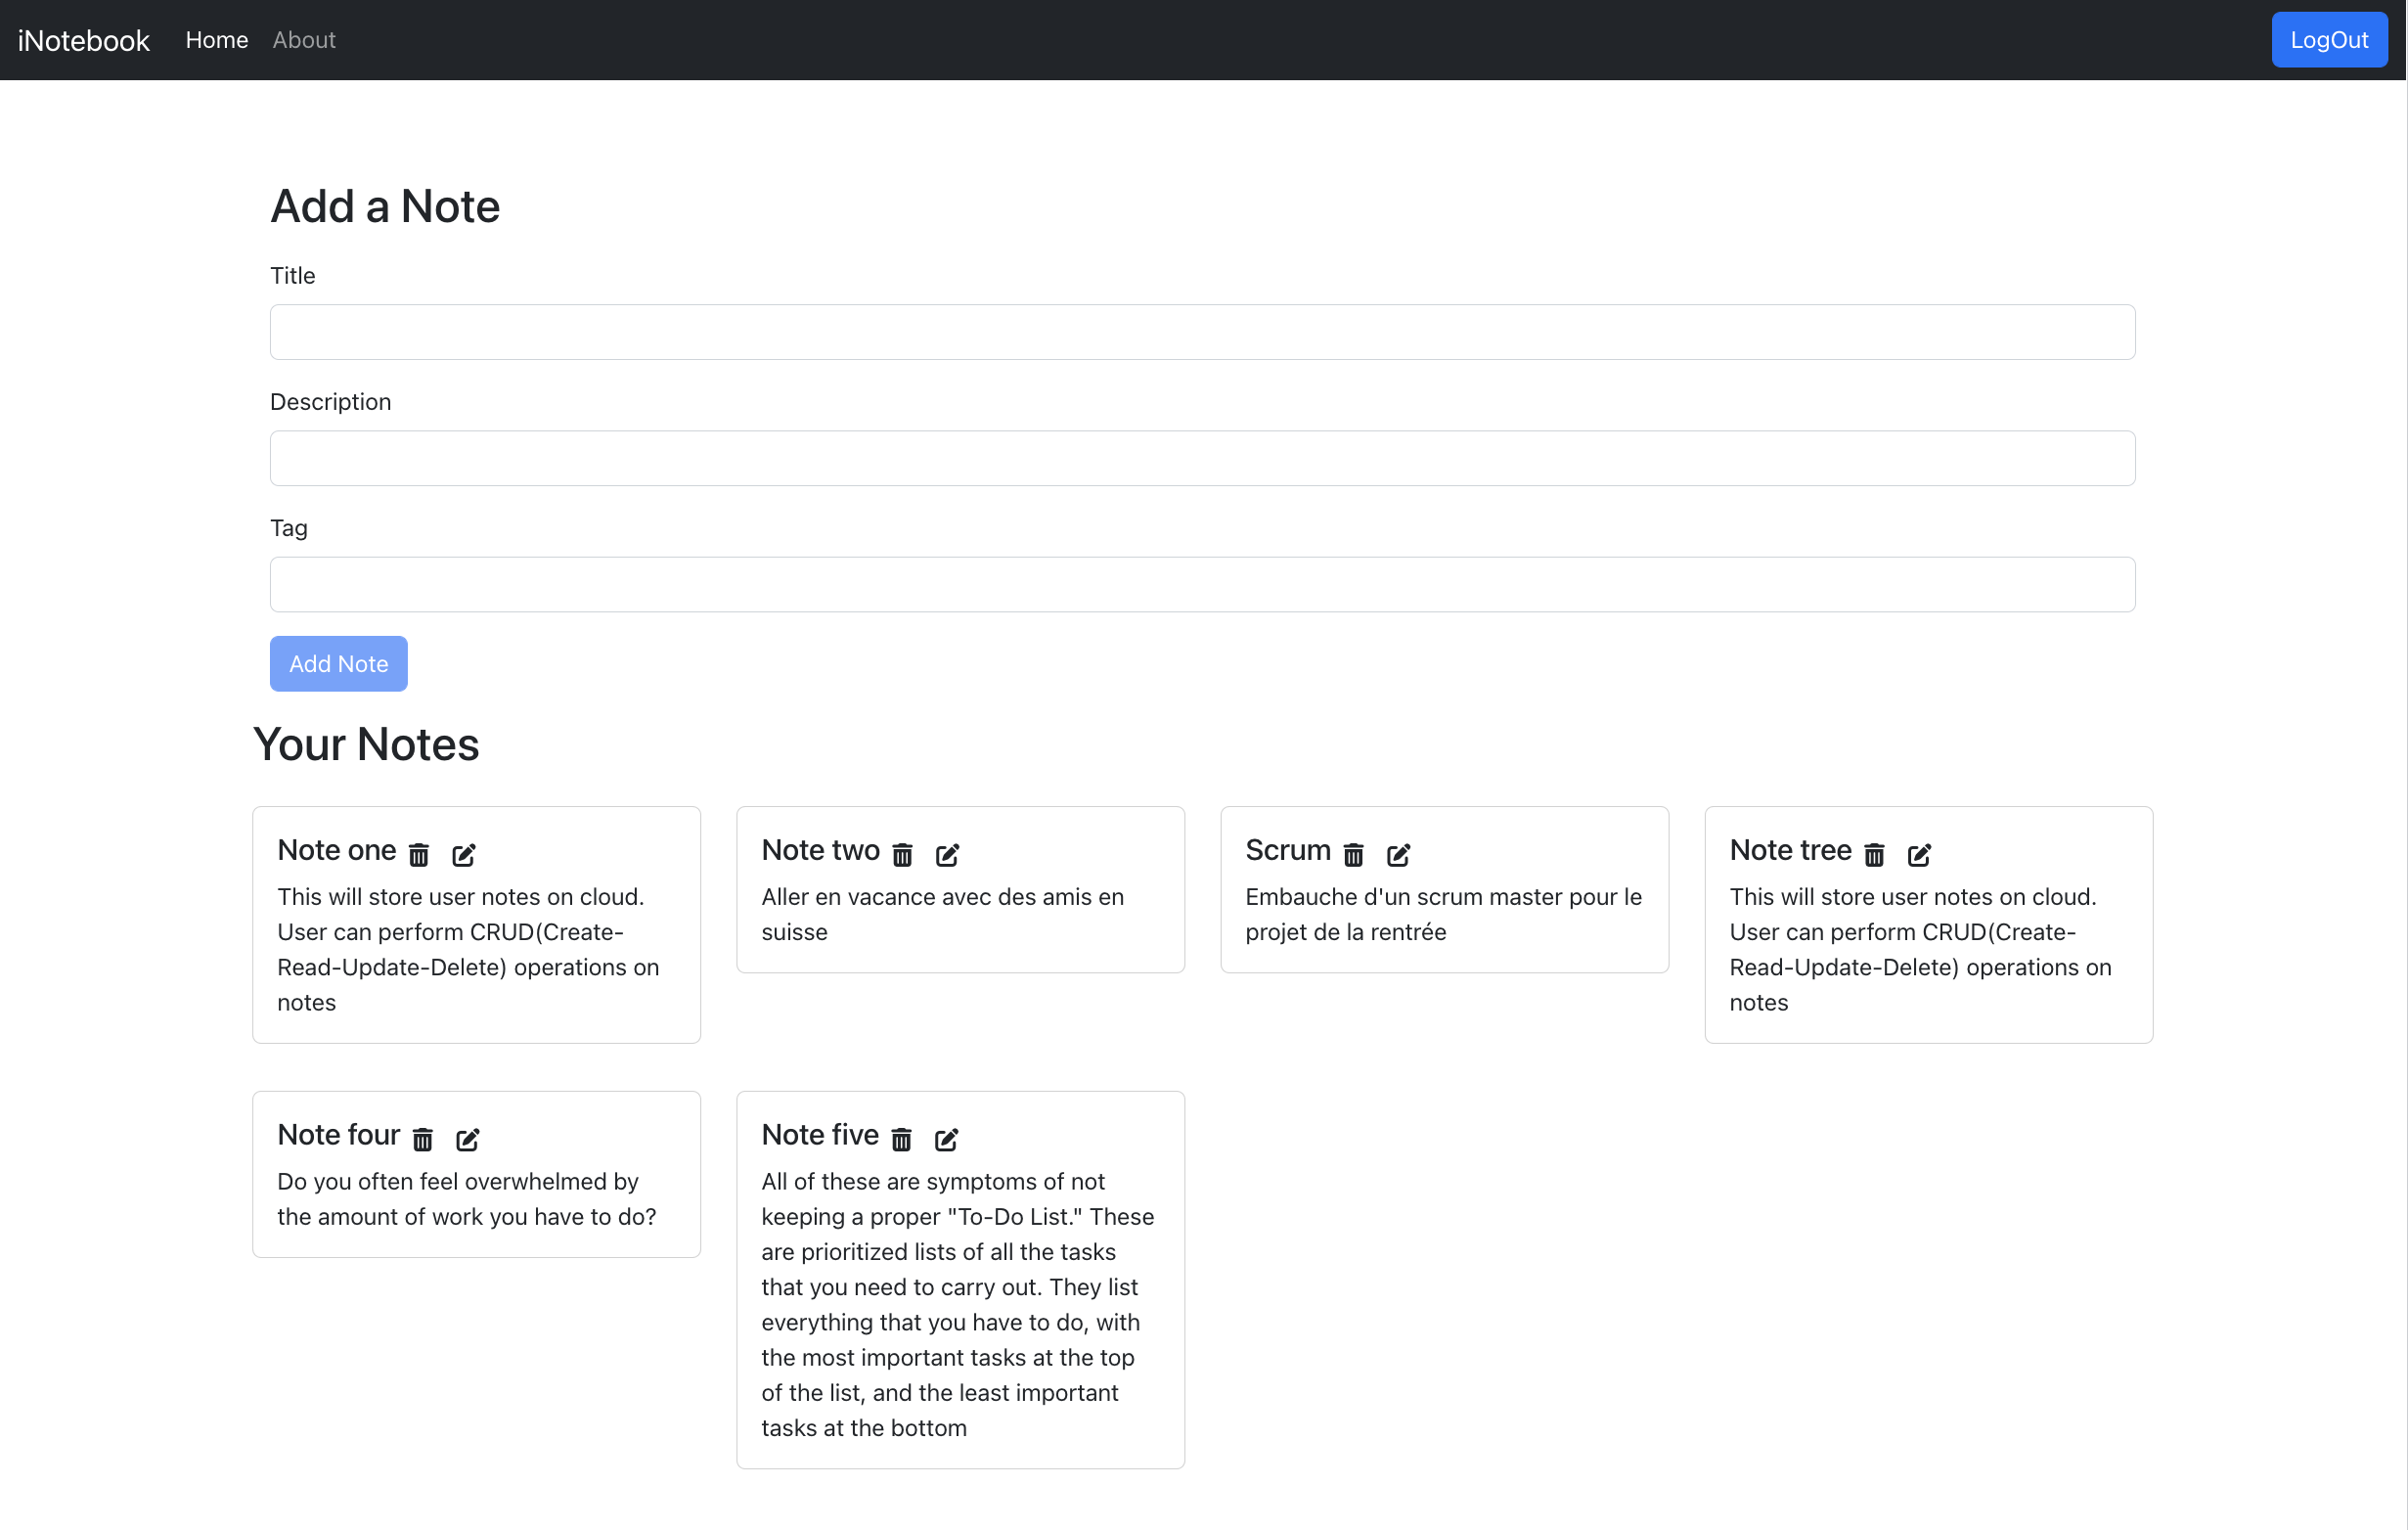 iNotebook Home About LogOut
Add a Note
Title
Description
Tag
Add Note
Your Notes
Note one
This will store user notes on cloud.
User can perform CRUD(Create-
Read-Update-Delete) operations on
notes
Note two
Aller en vacance avec des amis en
suisse
Scrum
Embauche d'un scrum master pour le
projet de la rentrée
Note tree
This will store user notes on cloud.
User can perform CRUD(Create-
Read-Update-Delete) operations on
notes
Note four
Do you often feel overwhelmed by
the amount of work you have to do?
Note five
All of these are symptoms of not
keeping a proper "To-Do List." These
are prioritized lists of all the tasks
that you need to carry out. They list
everything that you have to do, with
the most important tasks at the top
of the list, and the least important
tasks at the bottom